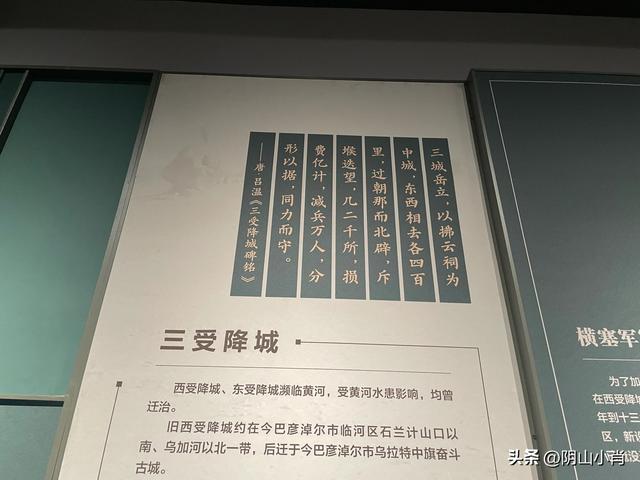 三城岳立，以拂云祠为
中城，东西相去各四百
里，过朝那而北辟，斥
堠迭望，几二千所，损
费亿计，减兵万人，分
形以据，同力而守。
——唐·吕温《三受降城碑铭》
三受降城
西受降城、东受降城濒临黄河，受黄河水患影响，均曾
迁治。
旧西受降城约在今巴彦淖尔市临河区石兰计山口以
南、乌加河以北一带，后迁于今巴彦淖尔市乌拉特中旗奋斗
古城。
横塞军
为了加
在西受降城
年到十三
区，新
头条 @阴山小肖